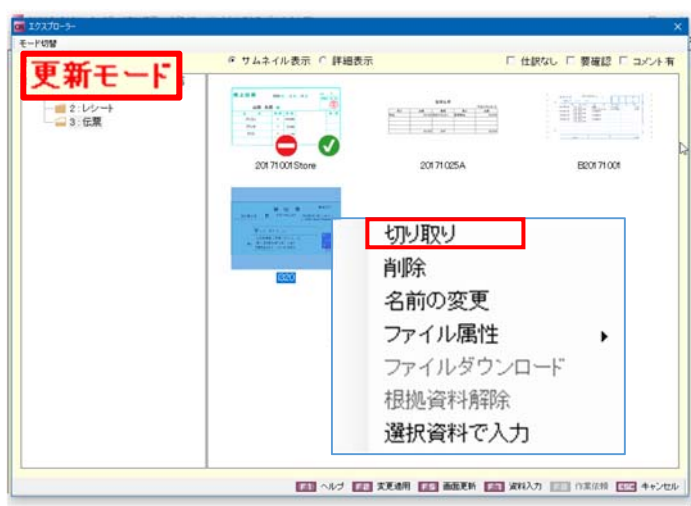 エクスプローラー
モード切替
更新モード
サムネイル表示 詳細表示
仕訳なし 要確認 コメント有
2:レシート
3:伝票
20171001Store
20171025A
B20171001
切り取り
削除
名前の変更
ファイル属性
ファイルダウンロード
根拠資料解除
選択資料で入力
ヘルプ 変更適用 F5 画面更新 資料入力 作業依頼 ESC キャンセル